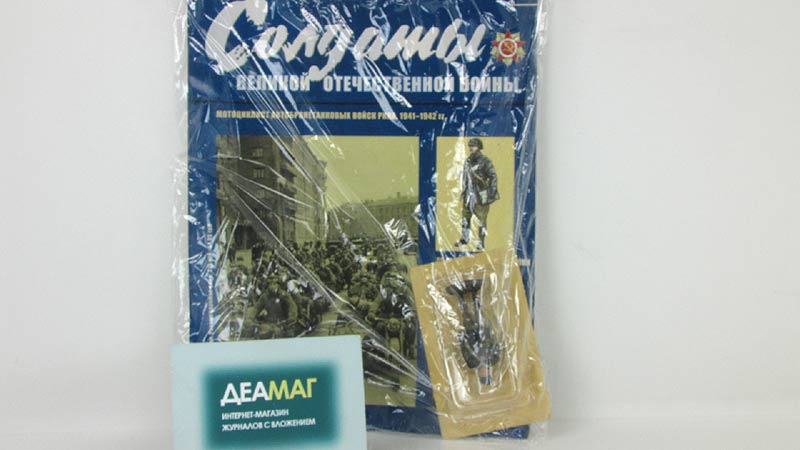 Солдаты
ВЕЛИКОЙ ОТЕЧЕСТВЕННОЙ ВОЙНЫ
МОТОЦИКЛИСТ АВТОБРОНЕТАНКОВЫХ ВОЙСК РККА, 1941–1942 гг.
ДЕАМАГ
ИНТЕРНЕТ-МАГАЗИН
ЖУРНАЛОВ С ВЛОЖЕНИЕМ